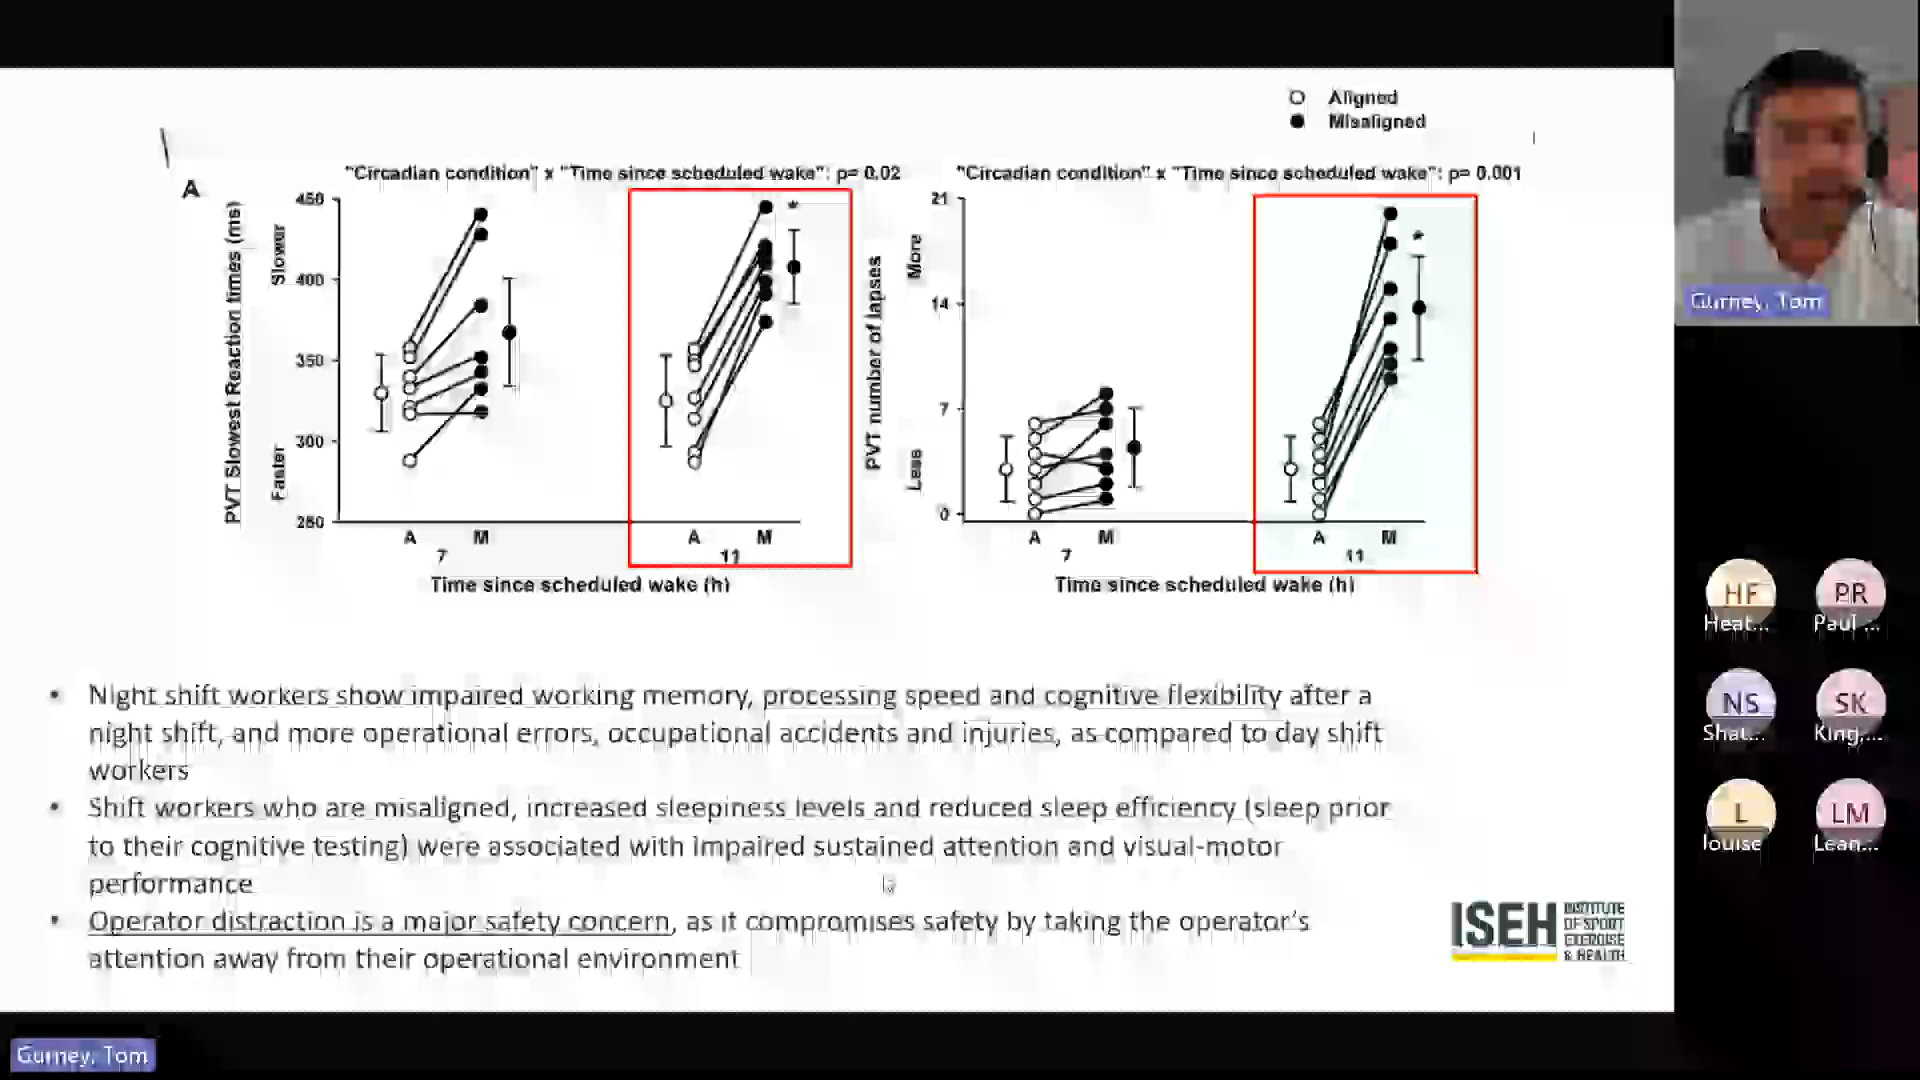 Aligned
Misaligned
A
"Circadian condition" x "Time since scheduled wake": p= 0.02
"Circadian condition" x "Time since scheduled wake": p= 0.001
PVT Slowest Reaction times (ms)
Slower
Faster
450
400
350
300
250
A M
7
A M
11
*
Time since scheduled wake (h)
PVT number of lapses
More
Less
21
14
7
0
A M
7
A M
11
*
Time since scheduled wake (h)
• Night shift workers show impaired working memory, processing speed and cognitive flexibility after a
night shift, and more operational errors, occupational accidents and injuries, as compared to day shift
workers
• Shift workers who are misaligned, increased sleepiness levels and reduced sleep efficiency (sleep prior
to their cognitive testing) were associated with impaired sustained attention and visual-motor
performance
• Operator distraction is a major safety concern, as it compromises safety by taking the operator's
attention away from their operational environment
ISEH
INSTITUTE
OF SPORT
EXERCISE
& HEALTH
Gurney, Tom
HF
Heat...
PR
Paul ...
NS
Shat...
SK
King,...
L
louise
LM
Lean...
Gurney, Tom